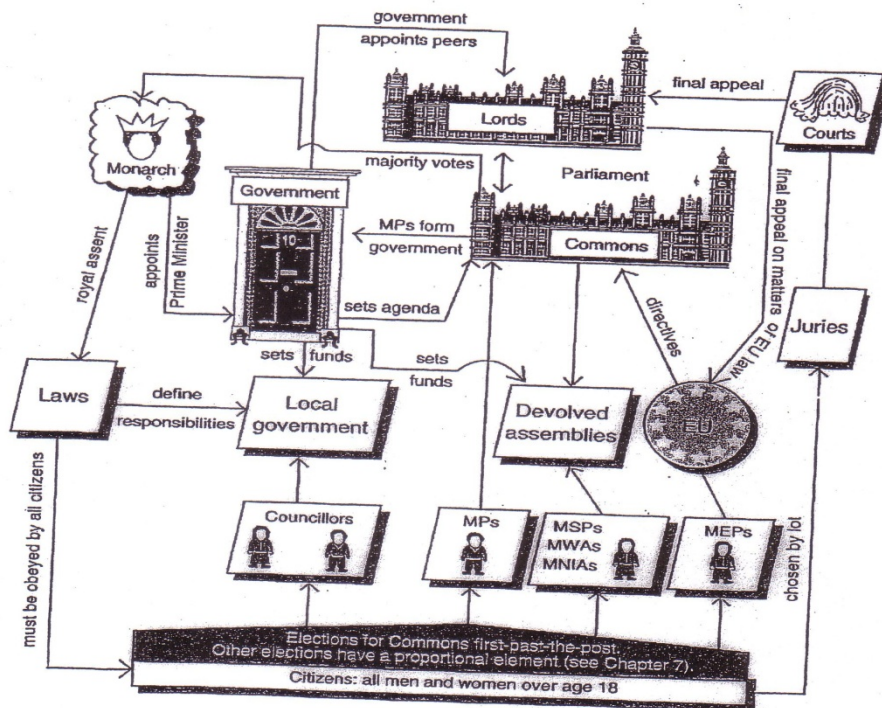 government
appoints peers
final appeal
Lords
Courts
Monarch
majority votes
Parliament
Government
10
MPs form
government
Commons
final appeal on matters of EU law
royal assent
appoints
Prime Minister
sets agenda
directives
Juries
sets funds
sets
funds
Laws
define
responsibilities
Local
government
Devolved
assemblies
EU
must be obeyed by all citizens
Councillors
MPs
MSPs
MWAs
MNIAs
MEPs
chosen by lot
Elections for Commons first-past-the-post.
Other elections have a proportional element (see Chapter 7).
Citizens: all men and women over age 18